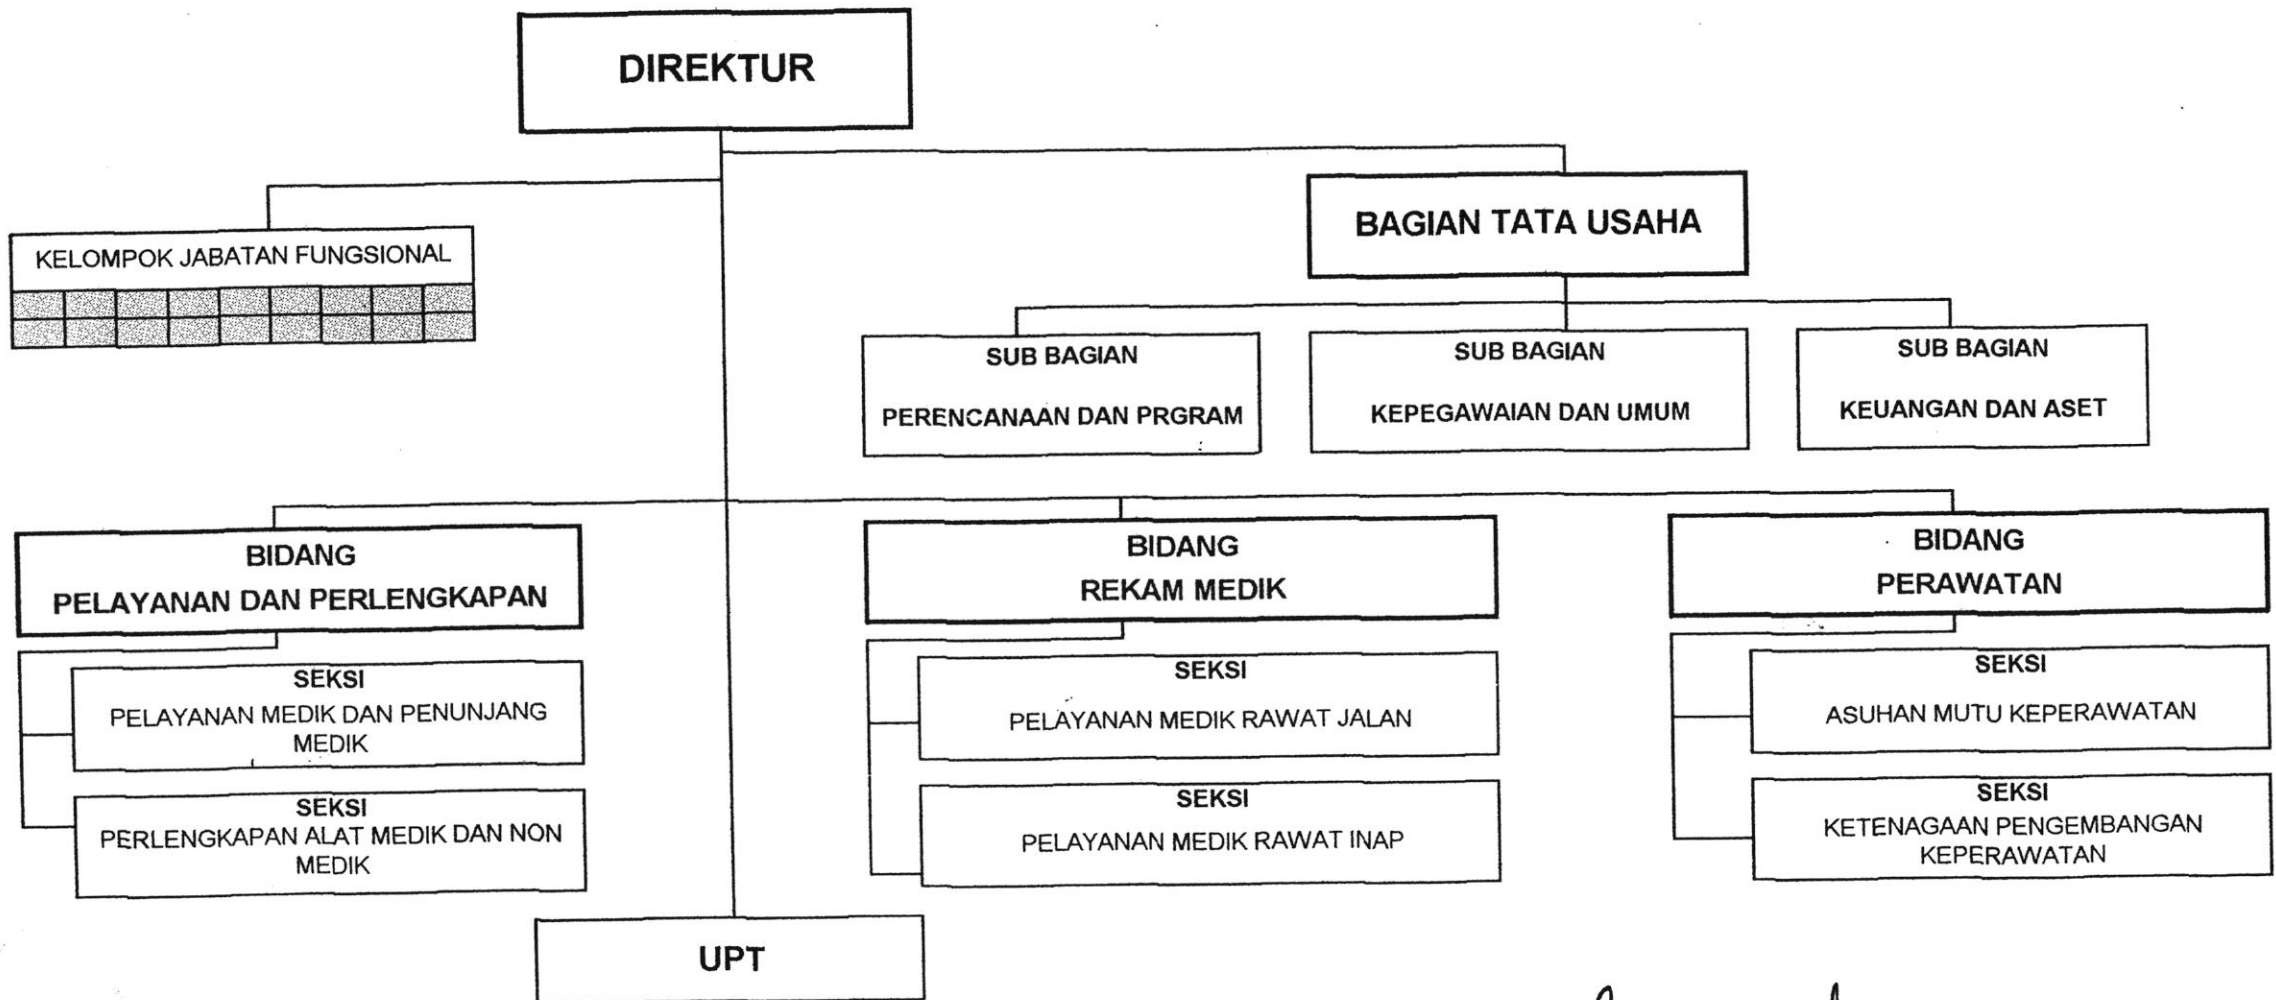 DIREKTUR
BAGIAN TATA USAHA
KELOMPOK JABATAN FUNGSIONAL
SUB BAGIAN
PERENCANAAN DAN PRGRAM
SUB BAGIAN
KEPEGAWAIAN DAN UMUM
SUB BAGIAN
KEUANGAN DAN ASET
BIDANG
PELAYANAN DAN PERLENGKAPAN
BIDANG
REKAM MEDIK
BIDANG
PERAWATAN
SEKSI
PELAYANAN MEDIK DAN PENUNJANG
MEDIK
SEKSI
PERLENGKAPAN ALAT MEDIK DAN NON
MEDIK
SEKSI
PELAYANAN MEDIK RAWAT JALAN
SEKSI
PELAYANAN MEDIK RAWAT INAP
SEKSI
ASUHAN MUTU KEPERAWATAN
SEKSI
KETENAGAAN PENGEMBANGAN
KEPERAWATAN
UPT